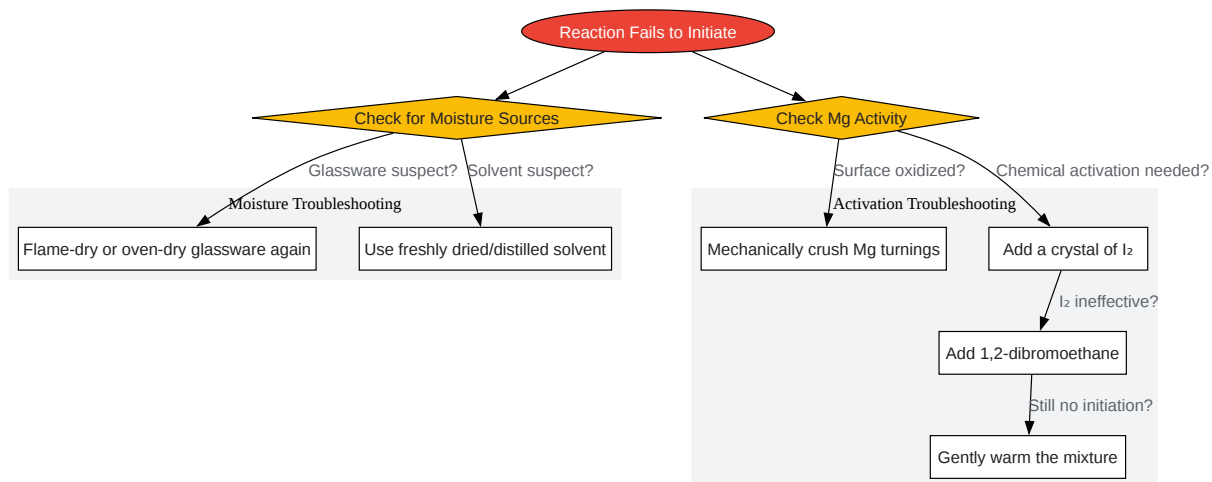 Reaction Fails to Initiate
Check for Moisture Sources
Check Mg Activity
Glassware suspect?
Solvent suspect?
Surface oxidized?
Chemical activation needed?
Moisture Troubleshooting
Activation Troubleshooting
Flame-dry or oven-dry glassware again
Use freshly dried/distilled solvent
Mechanically crush Mg turnings
Add a crystal of I₂
I₂ ineffective?
Add 1,2-dibromoethane
Still no initiation?
Gently warm the mixture